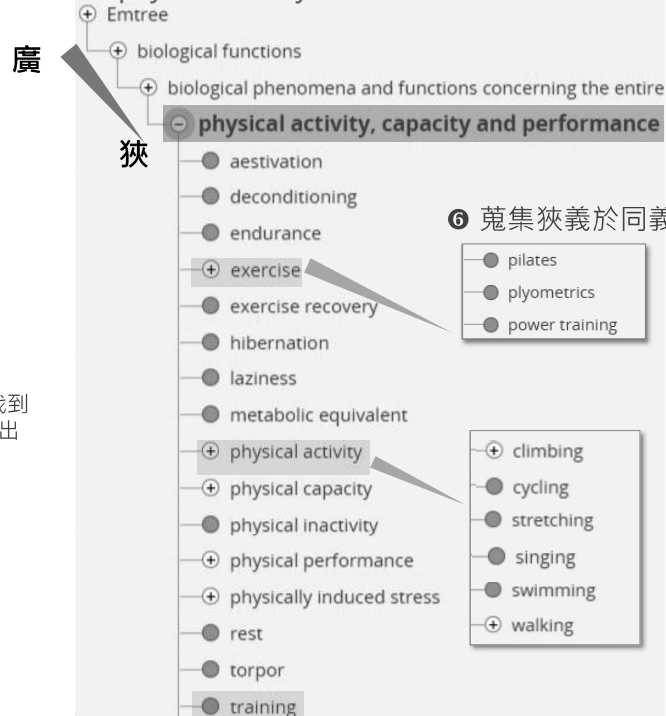 Emtree
biological functions
biological phenomena and functions concerning the entire
physical activity, capacity and performance
廣
狹
aestivation
deconditioning
endurance
exercise
exercise recovery
hibernation
laziness
metabolic equivalent
physical activity
physical capacity
physical inactivity
physical performance
physically induced stress
rest
torpor
training
❻ 蒐集狹義於同義
pilates
plyometrics
power training
climbing
cycling
stretching
singing
swimming
walking
到
出